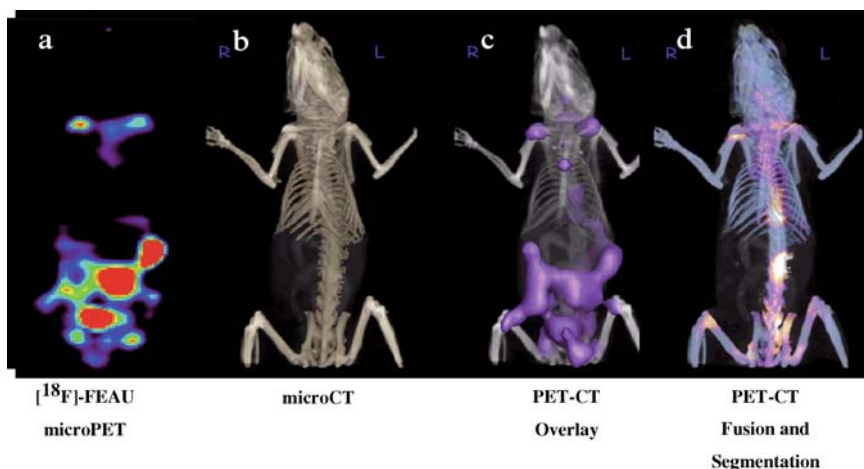 a
b
c
d
R
L
R
L
R
L
[18F]-FEAU
microPET
microCT
PET-CT
Overlay
PET-CT
Fusion and
Segmentation